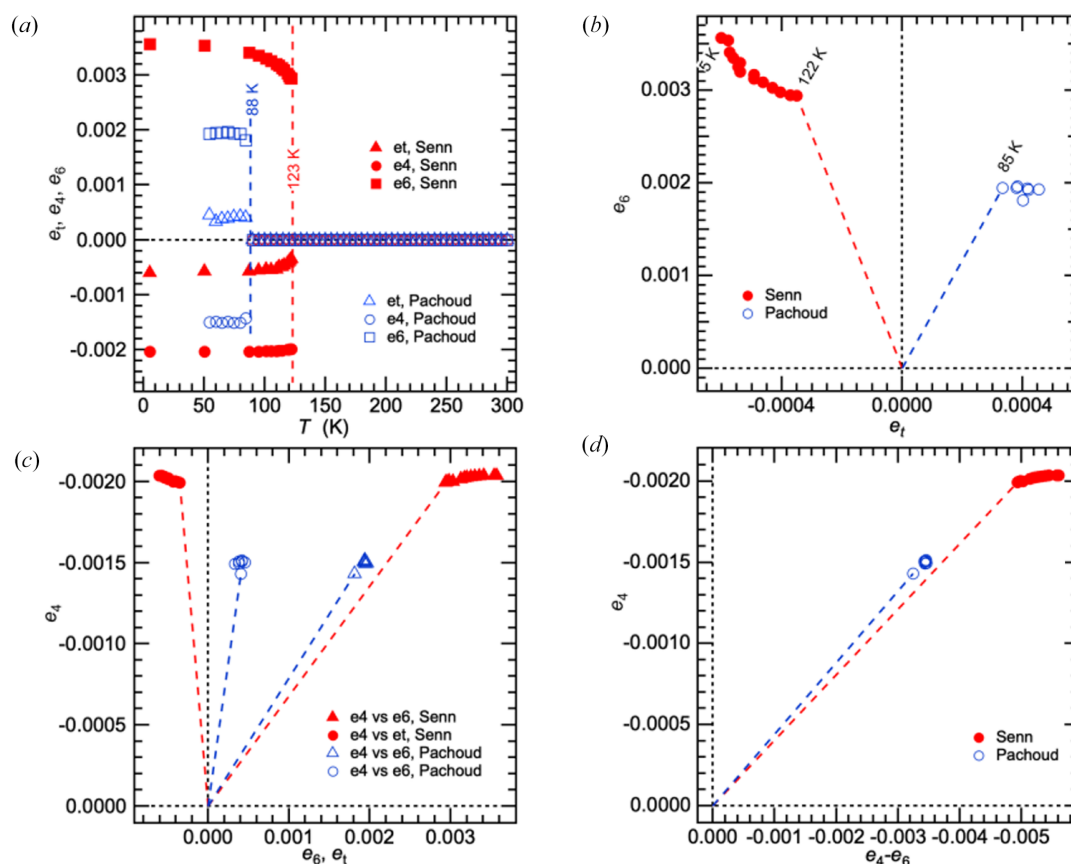 (a)
e_t, e_4, e_6
0.003
0.002
0.001
0.000
-0.001
-0.002
88 K
123 K
et, Senn
e4, Senn
e6, Senn
et, Pachoud
e4, Pachoud
e6, Pachoud
0 50 100 150 200 250 300
T (K)
(b)
e_6
0.003
0.002
0.001
0.000
5 K
122 K
85 K
Senn
Pachoud
-0.0004 0.0000 0.0004
e_t
(c)
e_4
-0.0020
-0.0015
-0.0010
-0.0005
0.0000
e4 vs e6, Senn
e4 vs et, Senn
e4 vs e6, Pachoud
e4 vs e6, Pachoud
0.000 0.001 0.002 0.003
e_6, e_t
(d)
e_4
-0.0020
-0.0015
-0.0010
-0.0005
0.0000
Senn
Pachoud
0.000 -0.001 -0.002 -0.003 -0.004 -0.005
e_4-e_6